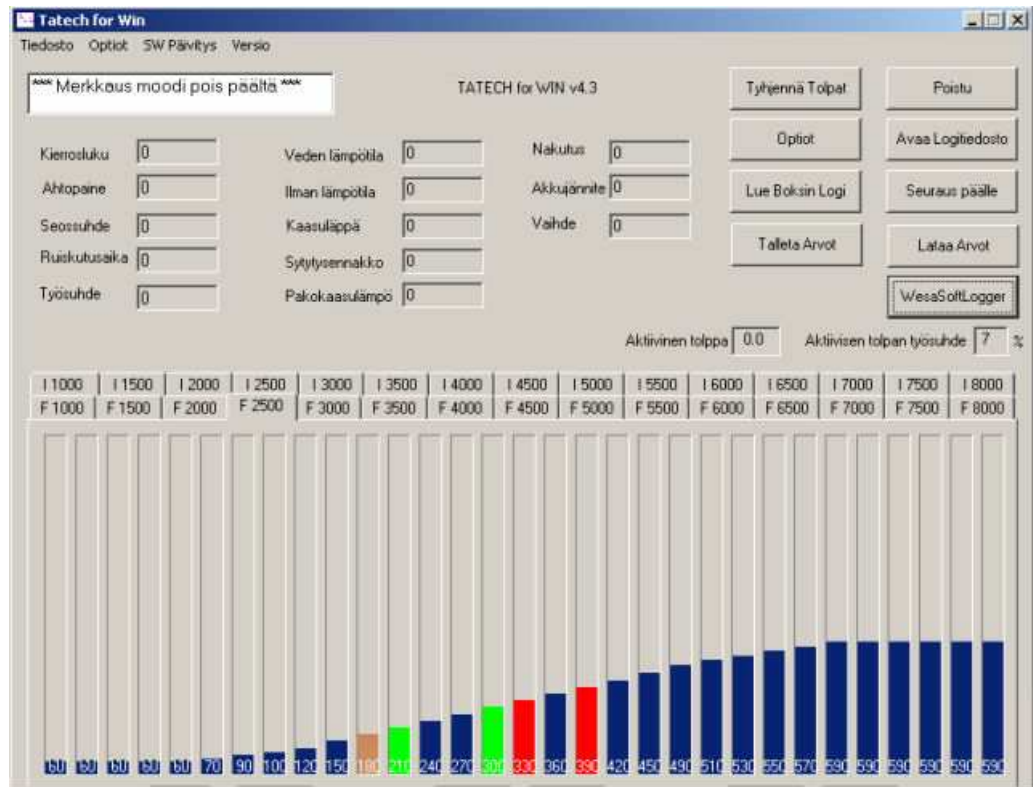 Tatech for Win
Tiedosto Optiot SW Päivitys Versio
*** Merkkaus moodi pois päältä ***
TATECH for WIN v4.3
Tyhjennä Tolpat Poistu
Optiot Avaa Logitiedosto
Lue Boksin Logi Seuraus päälle
Talleta Arvot Lataa Arvot
WesaSoftLogger
Kierrosluku 0 Veden lämpötila 0 Nakutus 0
Ahtopaine 0 Ilman lämpötila 0 Akkujännite 0
Seossuhde 0 Kaasuläppä 0 Vaihde 0
Ruiskutusaika 0 Sytytysennakko 0
Työsuhde 0 Pakokaasulämpö 0
Aktiivinen tolppa 0.0 Aktiivisen tolpan työsuhde 7 %
I 1000 I 1500 I 2000 I 2500 I 3000 I 3500 I 4000 I 4500 I 5000 I 5500 I 6000 I 6500 I 7000 I 7500 I 8000
F 1000 F 1500 F 2000 F 2500 F 3000 F 3500 F 4000 F 4500 F 5000 F 5500 F 6000 F 6500 F 7000 F 7500 F 8000
60 60 60 60 60 70 90 100 120 150 180 210 240 270 300 330 360 390 420 450 490 510 530 550 570 590 590 590 590 590 590